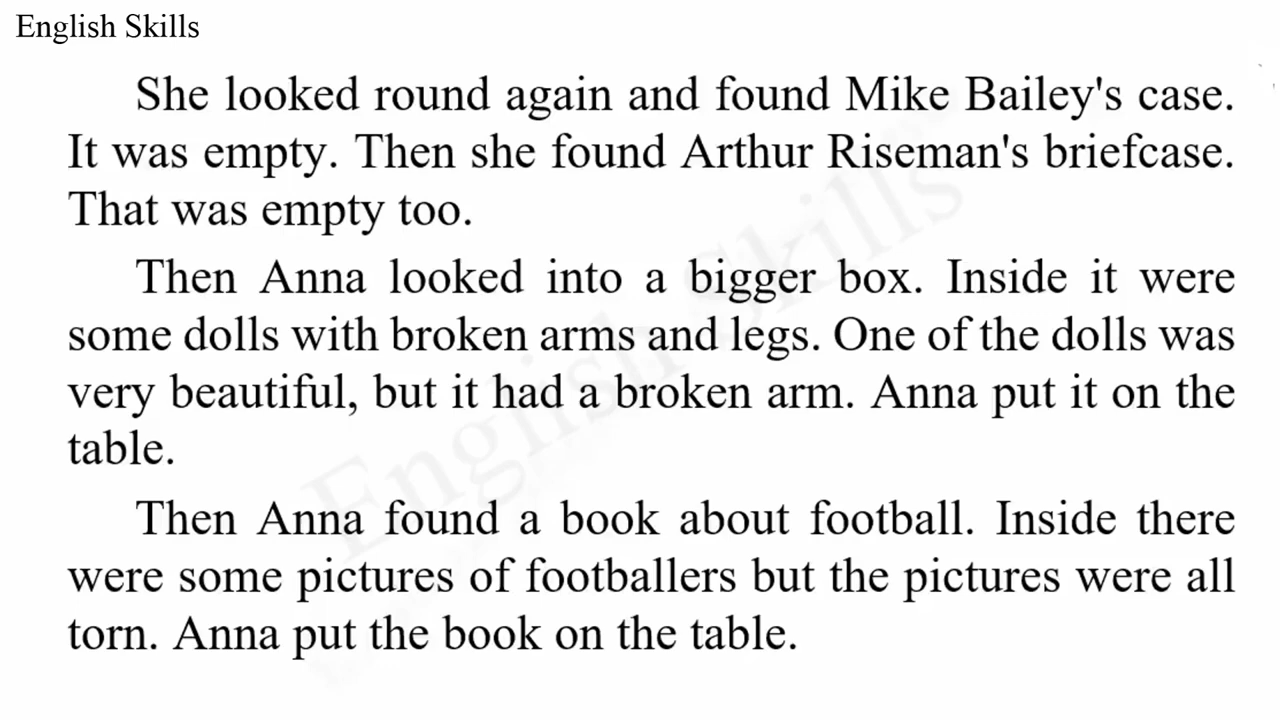 English Skills
She looked round again and found Mike Bailey's case.
It was empty. Then she found Arthur Riseman's briefcase.
That was empty too.
Then Anna looked into a bigger box. Inside it were
some dolls with broken arms and legs. One of the dolls was
very beautiful, but it had a broken arm. Anna put it on the
table.
Then Anna found a book about football. Inside there
were some pictures of footballers but the pictures were all
torn. Anna put the book on the table.
English Skills